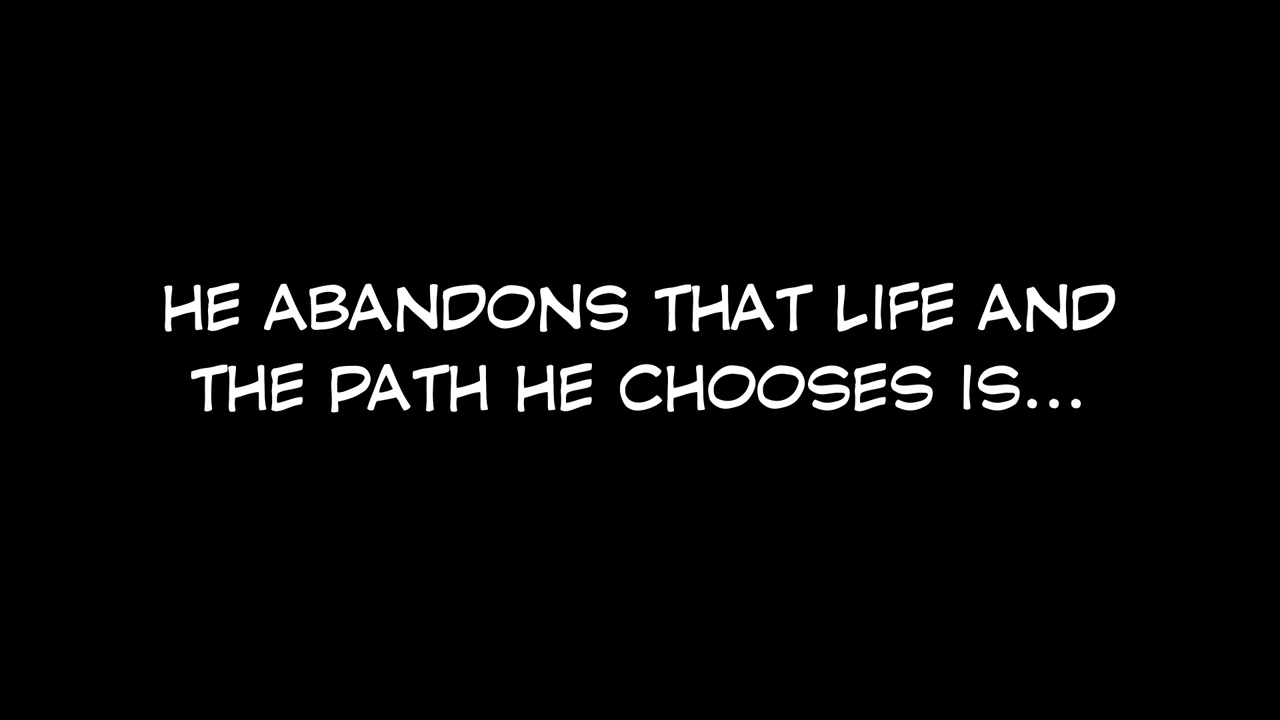 HE ABANDONS THAT LIFE AND
THE PATH HE CHOOSES IS...